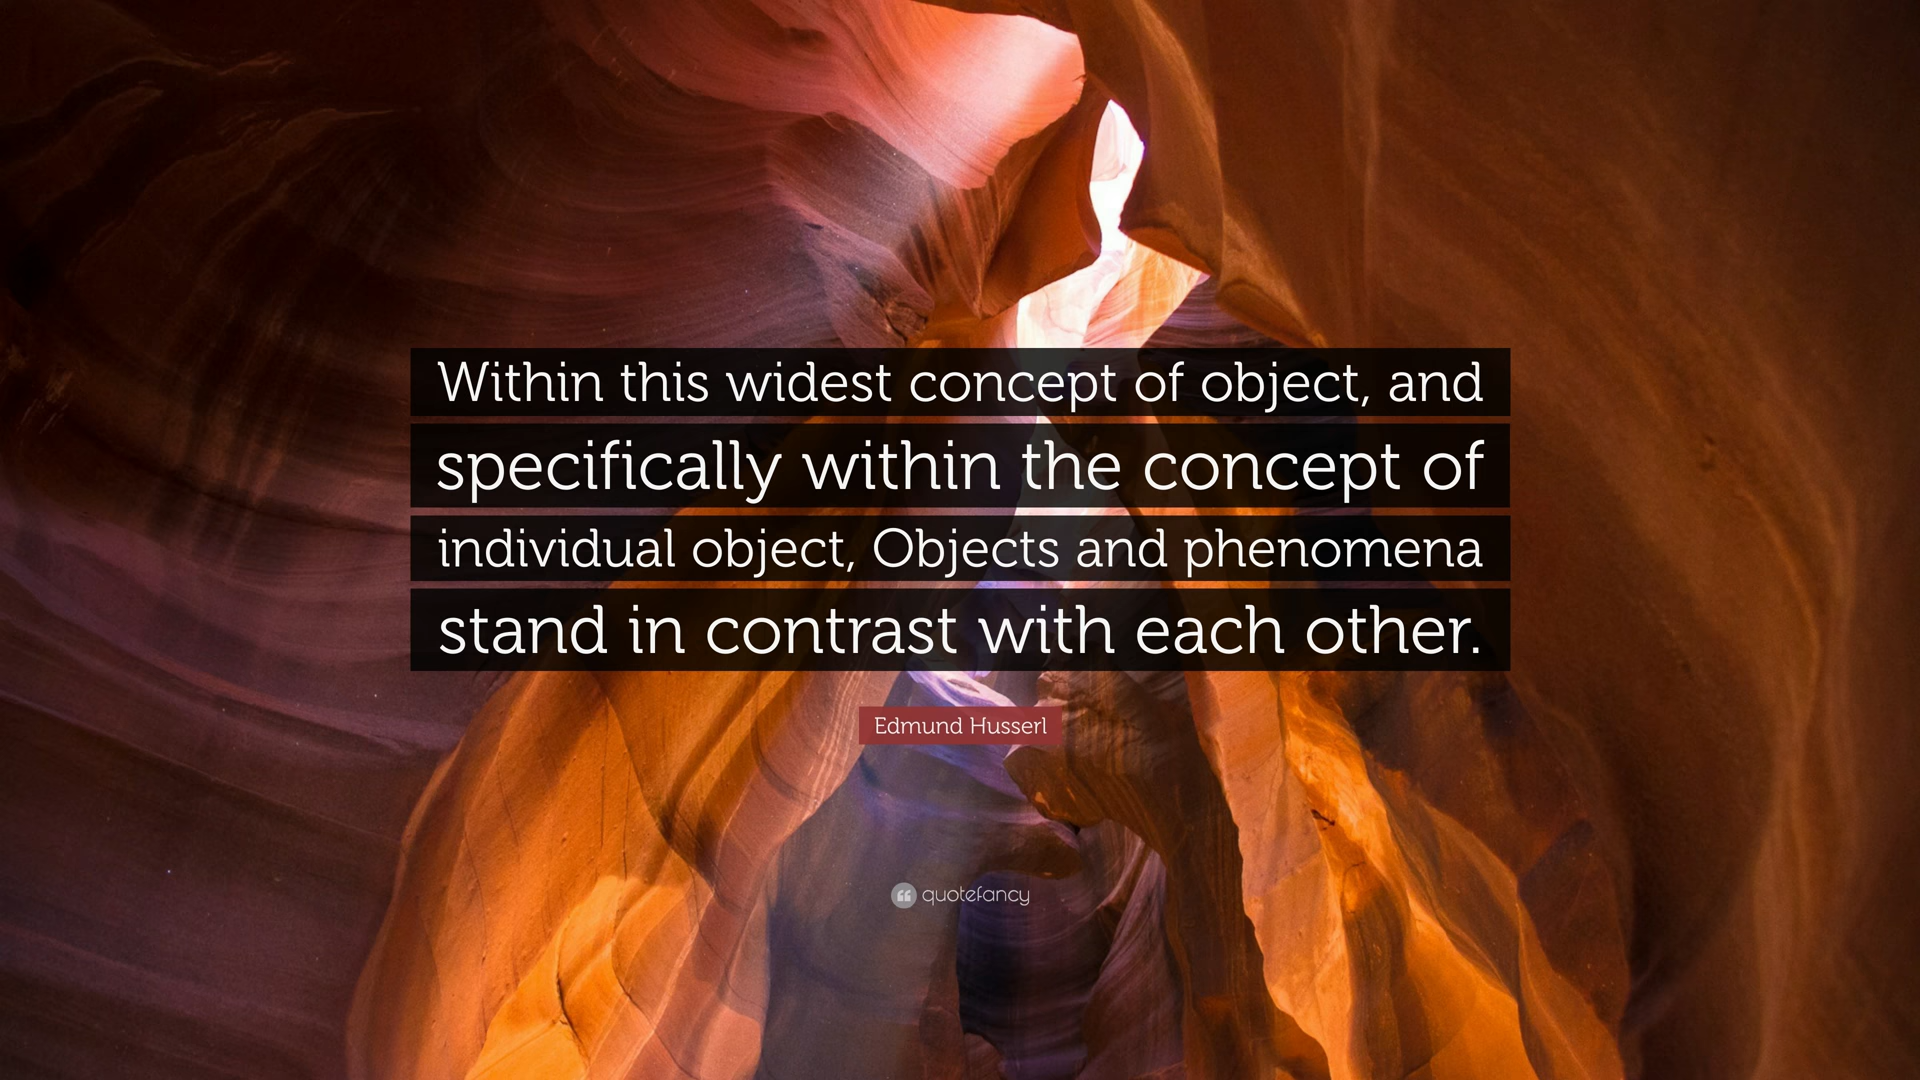 Within this widest concept of object, and
specifically within the concept of
individual object, Objects and phenomena
stand in contrast with each other.
Edmund Husserl
quotefancy